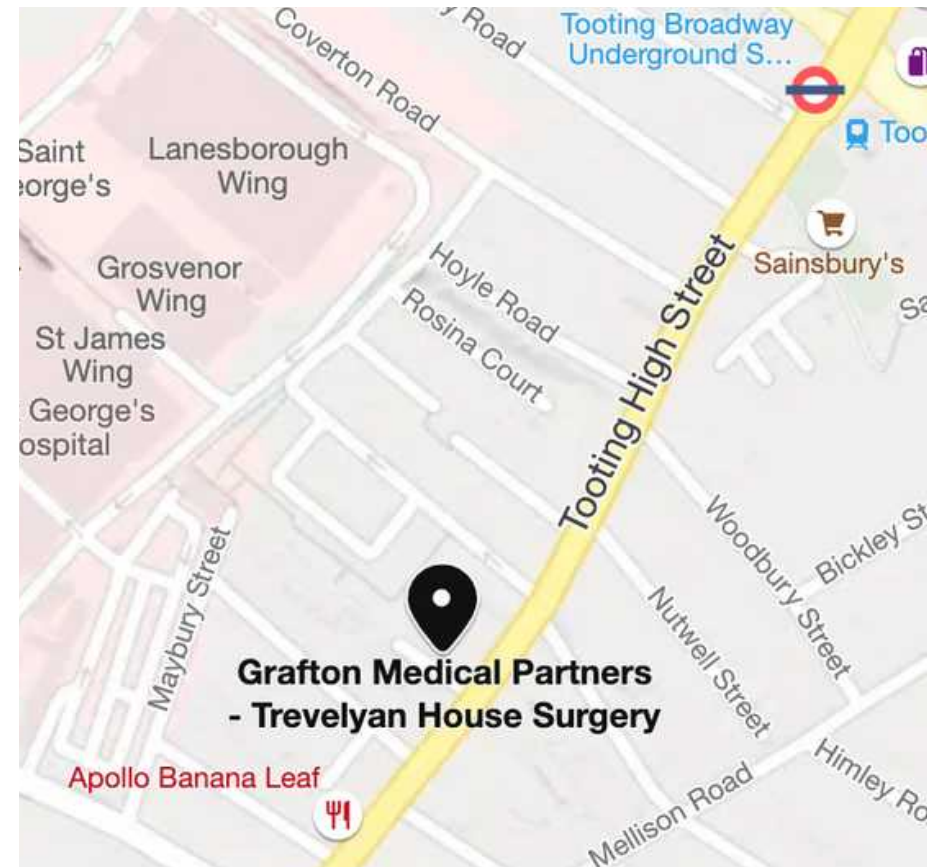 Coverton Road
Road
Tooting Broadway
Underground S...
Too
Saint
eorge's
Lanesborough
Wing
Sainsbury's
Hoyle Road
Rosina Court
Grosvenor
Wing
St James
Wing
George's
ospital
Tooting High Street
Woodbury Street
Bickley St
Nutwell Street
Maybury Street
Grafton Medical Partners
- Trevelyan House Surgery
Apollo Banana Leaf
Mellison Road
Himley Ro